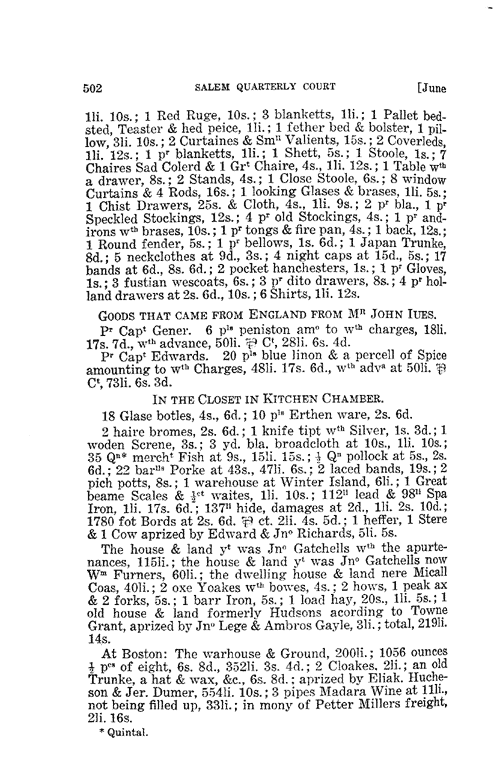 502 SALEM QUARTERLY COURT [June
1li. 10s.; 1 Red Ruge, 10s.; 3 blanketts, 1li.; 1 Pallet bed-
sted, Teaster & hed peice, 1li.; 1 fether bed & bolster, 1 pil-
low, 3li. 10s.; 2 Curtaines & Smˡˡ Valients, 15s.; 2 Coverleds,
1li. 12s.; 1 pʳ blanketts, 1li.; 1 Shett, 5s.; 1 Stoole, 1s.; 7
Chaires Sad Colerd & 1 Grᵗ Chaire, 4s., 1li. 12s.; 1 Table wᵗʰ
a drawer, 8s.; 2 Stands, 4s.; 1 Close Stoole, 6s.; 8 window
Curtains & 4 Rods, 16s.; 1 looking Glases & brases, 1li. 5s.;
1 Chist Drawers, 25s. & Cloth, 4s., 1li. 9s.; 2 pʳ bla., 1 pʳ
Speckled Stockings, 12s.; 4 pʳ old Stockings, 4s.; 1 pʳ and-
irons wᵗʰ brases, 10s.; 1 pʳ tongs & fire pan, 4s.; 1 back, 12s.;
1 Round fender, 5s.; 1 pʳ bellows, 1s. 6d.; 1 Japan Trunke,
8d.; 5 neckclothes at 9d., 3s.; 4 night caps at 15d., 5s.; 17
bands at 6d., 8s. 6d.; 2 pocket hanchesters, 1s.; 1 pʳ Gloves,
1s.; 3 fustian wescoats, 6s.; 3 pʳ dito drawers, 8s.; 4 pʳ hol-
land drawers at 2s. 6d., 10s.; 6 Shirts, 1li. 12s.
GOODS THAT CAME FROM ENGLAND FROM Mᴿ JOHN IUES.
Pʳ Capᵗ Gener. 6 pˡˢ peniston amᵒ to wᵗʰ charges, 18li.
17s. 7d., wᵗʰ advance, 50li. ⅌ Cᵗ, 28li. 6s. 4d.
Pʳ Capᵗ Edwards. 20 pˡˢ blue linon & a percell of Spice
amounting to wᵗʰ Charges, 48li. 17s. 6d., wᵗʰ advᵃ at 50li. ⅌
Cᵗ, 73li. 6s. 3d.
IN THE CLOSET IN KITCHEN CHAMBER.
18 Glase botles, 4s., 6d.; 10 pˡˢ Erthen ware, 2s. 6d.
2 haire bromes, 2s. 6d.; 1 knife tipt wᵗʰ Silver, 1s. 3d.; 1
woden Screne, 3s.; 3 yd. bla. broadcloth at 10s., 1li. 10s.;
35 Qⁿ* merchᵗ Fish at 9s., 15li. 15s.; ½ Qⁿ pollock at 5s., 2s.
6d.; 22 barˡˡˢ Porke at 43s., 47li. 6s.; 2 laced bands, 19s.; 2
pich potts, 8s.; 1 warehouse at Winter Island, 6li.; 1 Great
beame Scales & ½ᶜᵗ waites, 1li. 10s.; 112ˡˡ lead & 98ˡˡ Spa
Iron, 1li. 17s. 6d.; 137ˡˡ hide, damages at 2d., 1li. 2s. 10d.;
1780 fot Bords at 2s. 6d. ⅌ ct. 2li. 4s. 5d.; 1 heffer, 1 Stere
& 1 Cow aprized by Edward & Jnᵒ Richards, 5li. 5s.
The house & land yᵗ was Jnᵒ Gatchells wᵗʰ the apurte-
nances, 115li.; the house & land yᵗ was Jnᵒ Gatchells now
Wᵐ Furners, 60li.; the dwelling house & land nere Micall
Coas, 40li.; 2 oxe Yoakes wᵗʰ bowes, 4s.; 2 hows, 1 peak ax
& 2 forks, 5s.; 1 barr Iron, 5s.; 1 load hay, 20s., 1li. 5s.; 1
old house & land formerly Hudsons acording to Towne
Grant, aprized by Jnᵒ Lege & Ambros Gayle, 3li.; total, 219li.
14s.
At Boston: The warhouse & Ground, 200li.; 1056 ounces
½ pᶜˢ of eight, 6s. 8d., 352li. 3s. 4d.; 2 Cloakes. 2li.; an old
Trunke, a hat & wax, &c., 6s. 8d.; aprized by Eliak. Huche-
son & Jer. Dumer, 554li. 10s.; 3 pipes Madara Wine at 11li.,
not being filled up, 33li.; in mony of Petter Millers freight,
2li. 16s.
* Quintal.